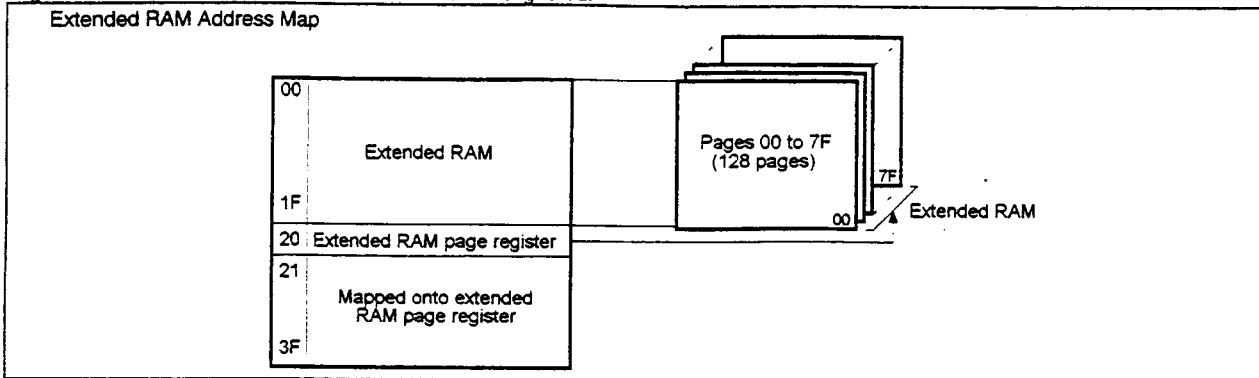 Extended RAM Address Map
00
Extended RAM
1F
20 Extended RAM page register
21
Mapped onto extended
RAM page register
3F
Pages 00 to 7F
(128 pages)
7F
00
Extended RAM